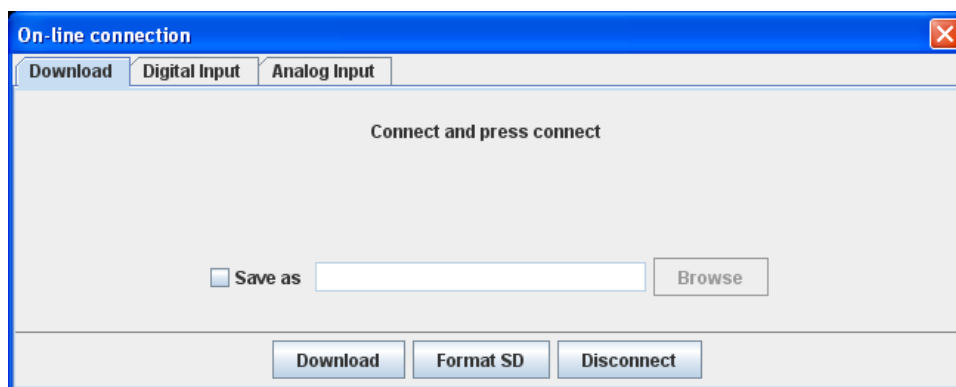 On-line connection
Download Digital Input Analog Input
Connect and press connect
Save as Browse
Download Format SD Disconnect